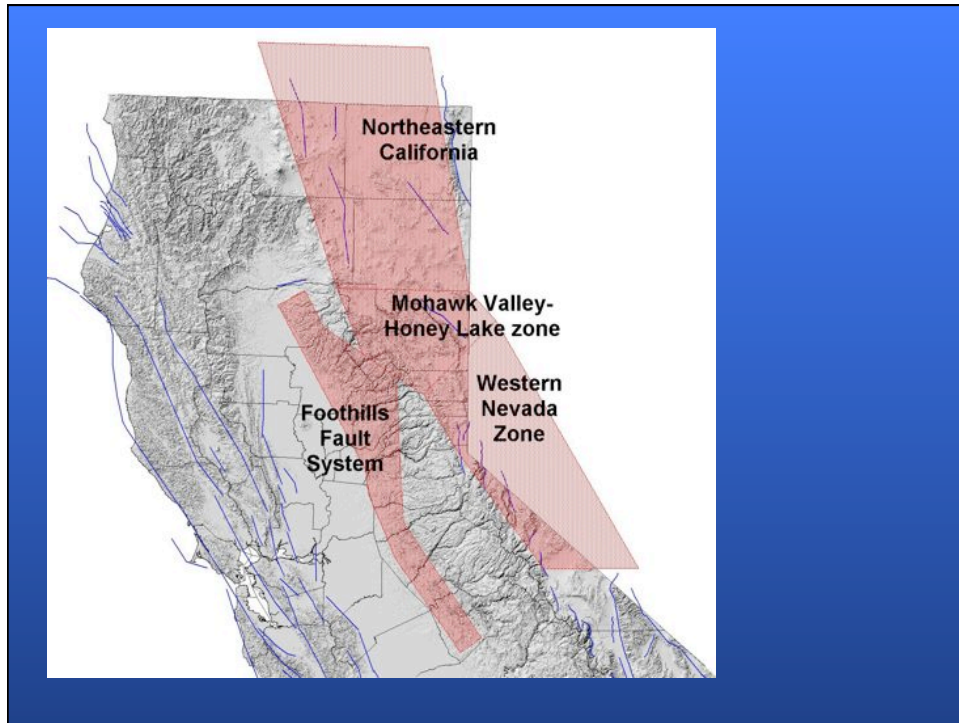 Northeastern
California
Mohawk Valley-
Honey Lake zone
Western
Nevada
Zone
Foothills
Fault
System